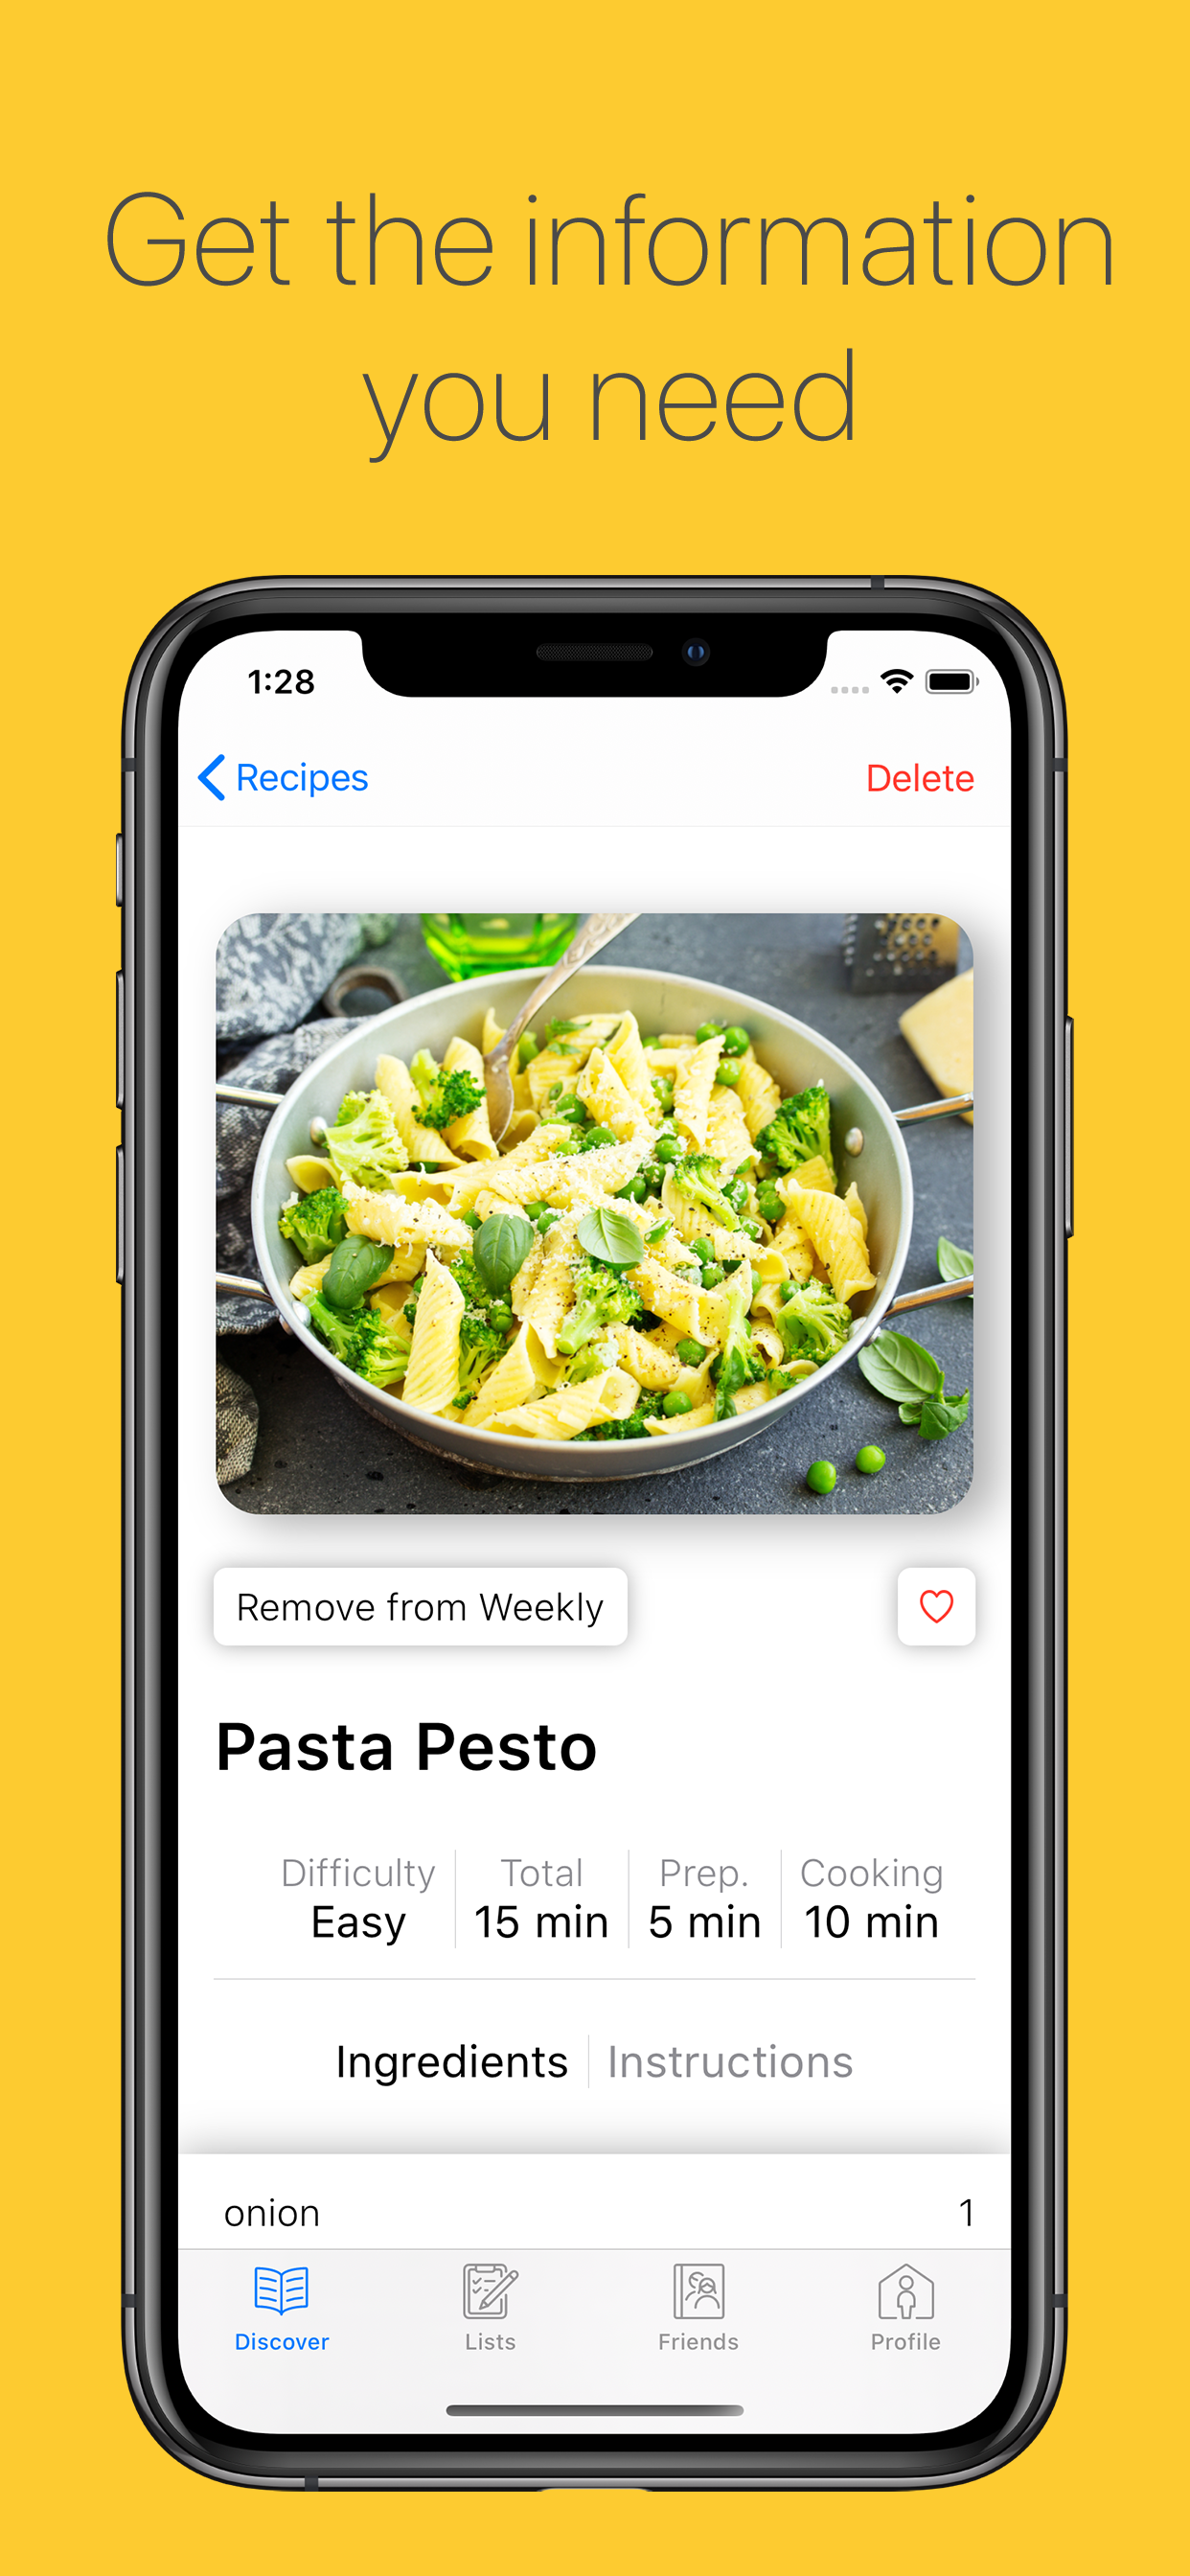 Get the information
you need
1:28
Recipes
Delete
Remove from Weekly
Pasta Pesto
Difficulty Total Prep. Cooking
Easy 15 min 5 min 10 min
Ingredients Instructions
onion 1
Discover Lists Friends Profile